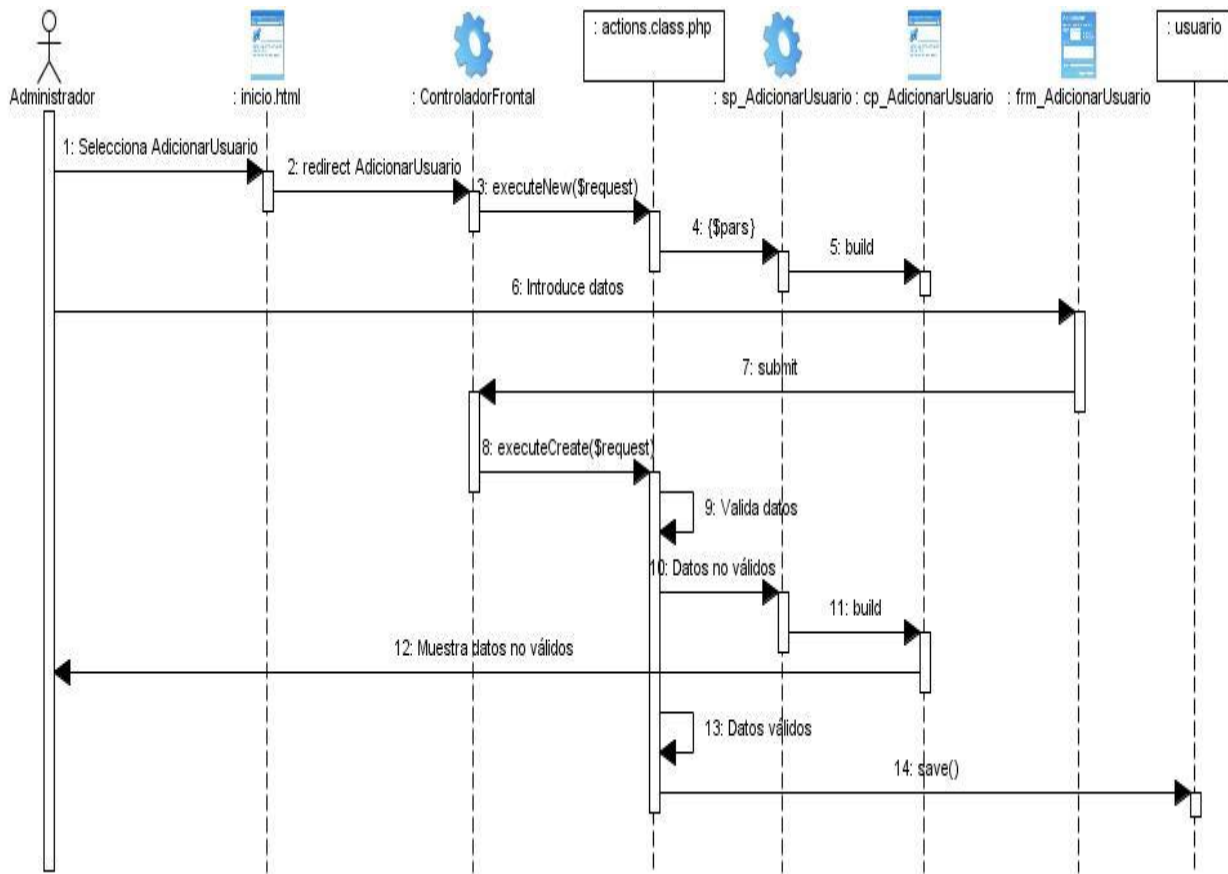 : actions.class.php
: usuario
Administrador
: inicio.html
: ControladorFrontal
: sp_AdicionarUsuario
: cp_AdicionarUsuario
: frm_AdicionarUsuario
1: Selecciona AdicionarUsuario
2: redirect AdicionarUsuario
3: executeNew($request)
4: {$pars}
5: build
6: Introduce datos
7: submit
8: executeCreate($request)
9: Valida datos
10: Datos no válidos
11: build
12: Muestra datos no válidos
13: Datos válidos
14: save()